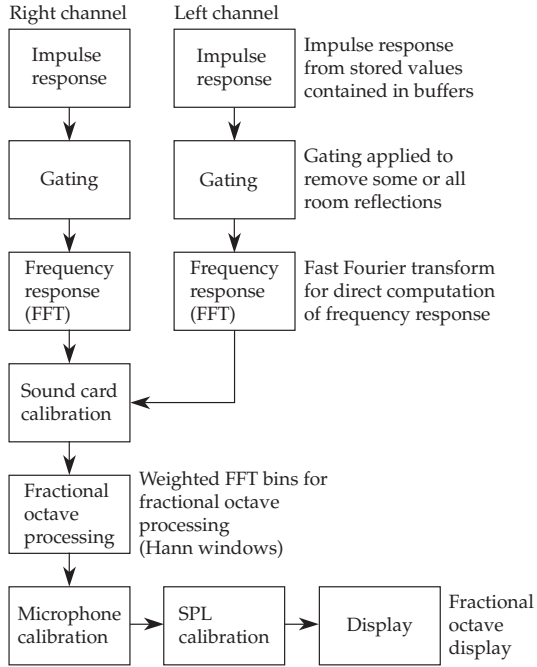 Right channel
Left channel
Impulse
response
Impulse
response
Impulse response
from stored values
contained in buffers
Gating
Gating
Gating applied to
remove some or all
room reflections
Frequency
response
(FFT)
Frequency
response
(FFT)
Fast Fourier transform
for direct computation
of frequency response
Sound card
calibration
Fractional
octave
processing
Weighted FFT bins for
fractional octave
processing
(Hann windows)
Microphone
calibration
SPL
calibration
Display
Fractional
octave
display